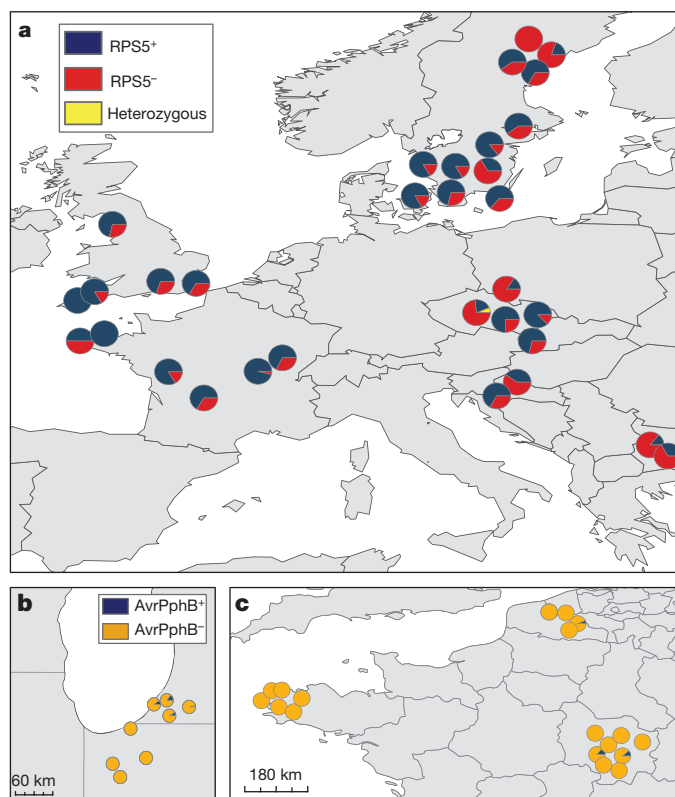 a
RPS5⁺
RPS5⁻
Heterozygous
b
AvrPphB⁺
AvrPphB⁻
60 km
c
180 km